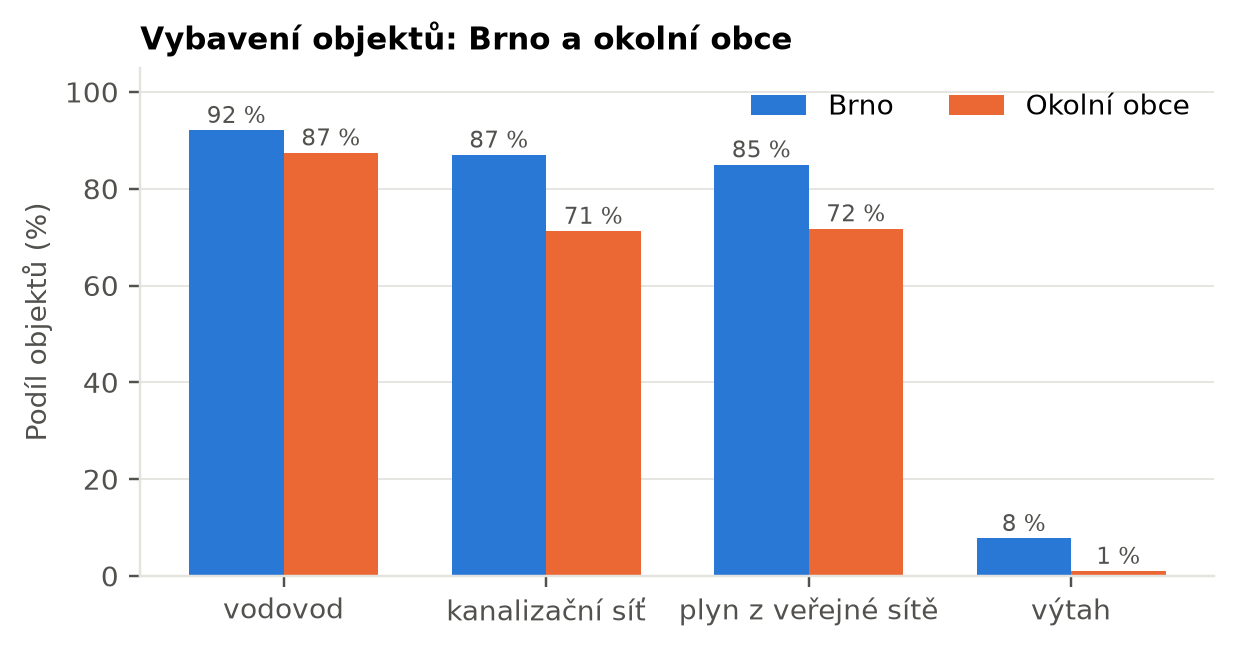 Vybavení objektů: Brno a okolní obce
Brno
Okolní obce
Podíl objektů (%)
100
80
60
40
20
0
92 %
87 %
87 %
71 %
85 %
72 %
8 %
1 %
vodovod
kanalizační síť
plyn z veřejné sítě
výtah